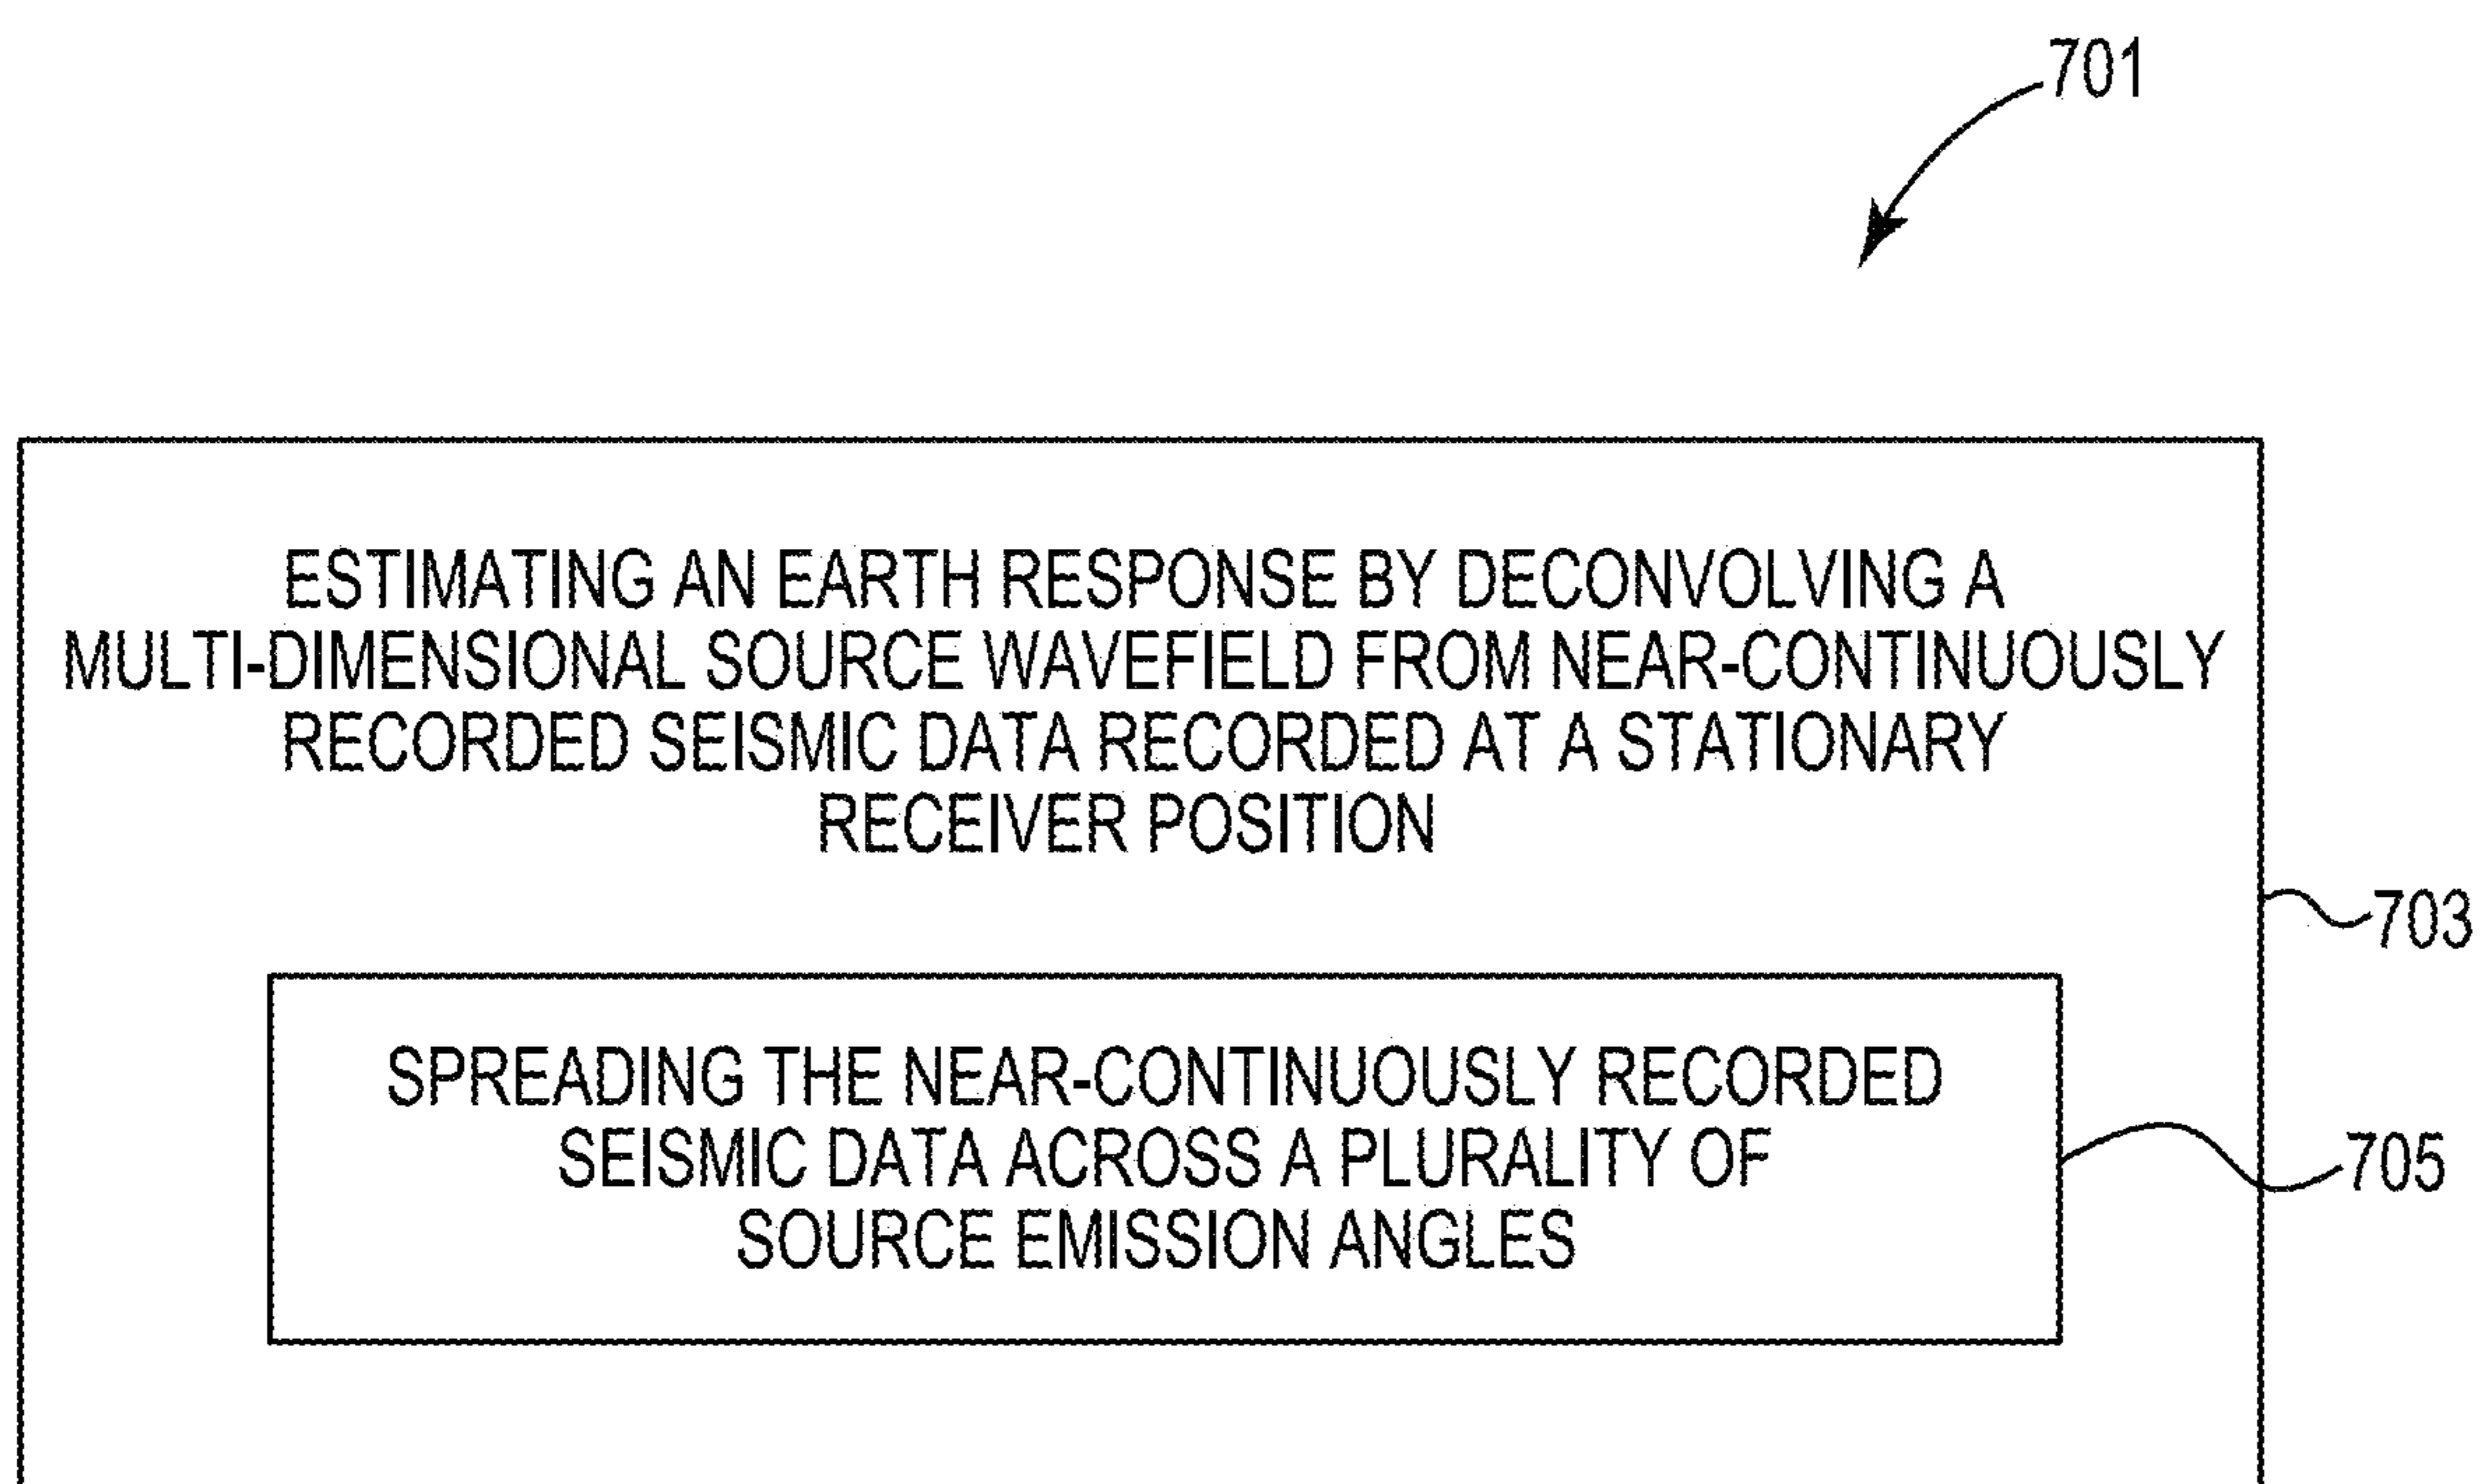 701
ESTIMATING AN EARTH RESPONSE BY DECONVOLVING A
MULTI-DIMENSIONAL SOURCE WAVEFIELD FROM NEAR-CONTINUOUSLY
RECORDED SEISMIC DATA RECORDED AT A STATIONARY
RECEIVER POSITION
703
SPREADING THE NEAR-CONTINUOUSLY RECORDED
SEISMIC DATA ACROSS A PLURALITY OF
SOURCE EMISSION ANGLES
705